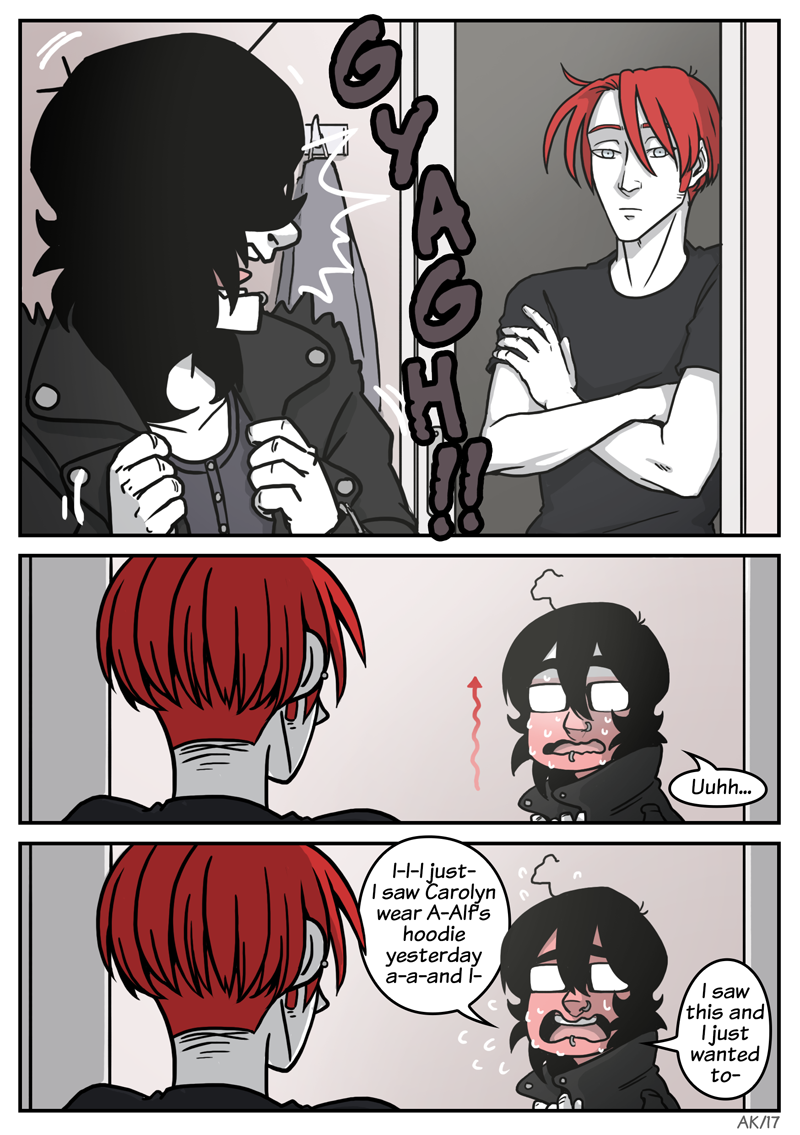 GYAGH!!
Uuhh...
I-I-I just-
I saw Carolyn
wear A-Alf's
hoodie
yesterday
a-a-and I-
I saw
this and
I just
wanted
to-
AK/17